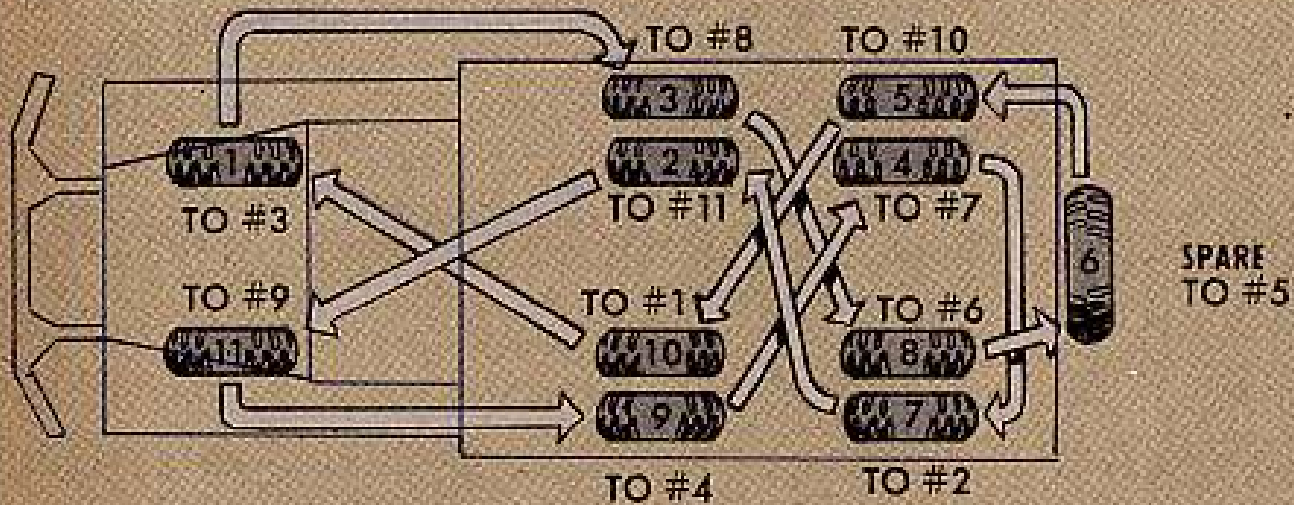 TO #8
TO #10
3
5
1
2
4
TO #3
TO #11
TO #7
6
SPARE
TO #5
TO #9
TO #1
TO #6
11
10
8
9
7
TO #4
TO #2